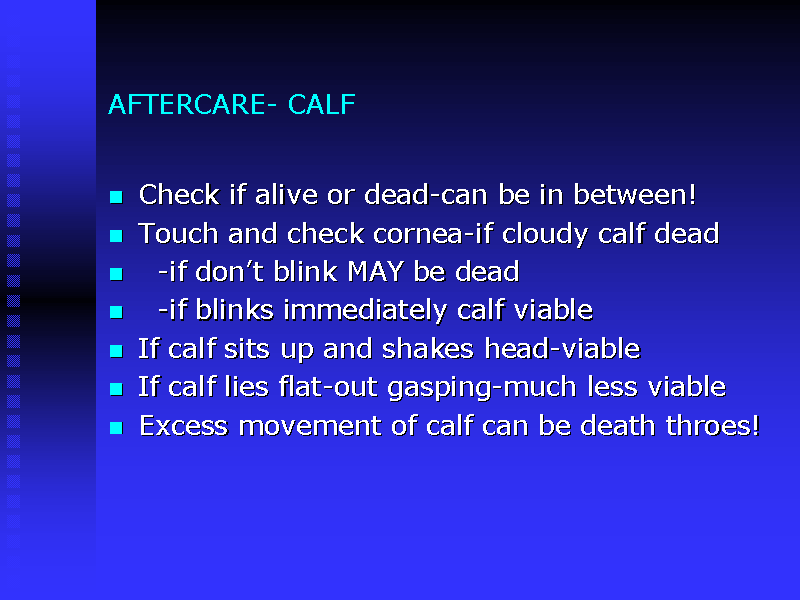 AFTERCARE- CALF
Check if alive or dead-can be in between!
Touch and check cornea-if cloudy calf dead
-if don’t blink MAY be dead
-if blinks immediately calf viable
If calf sits up and shakes head-viable
If calf lies flat-out gasping-much less viable
Excess movement of calf can be death throes!